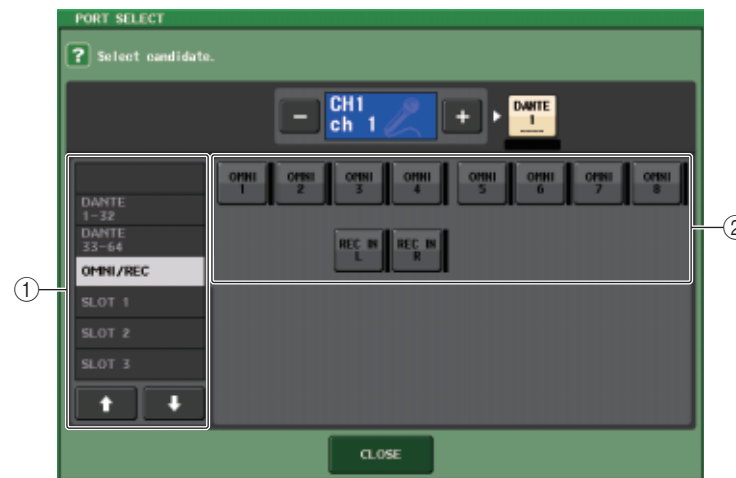 PORT SELECT
? Select candidate.
− CH1 ch 1 + DANTE 1
DANTE 1-32
DANTE 33-64
OMNI/REC
SLOT 1
SLOT 2
SLOT 3
OMNI 1 OMNI 2 OMNI 3 OMNI 4 OMNI 5 OMNI 6 OMNI 7 OMNI 8
REC IN L REC IN R
1
2
CLOSE